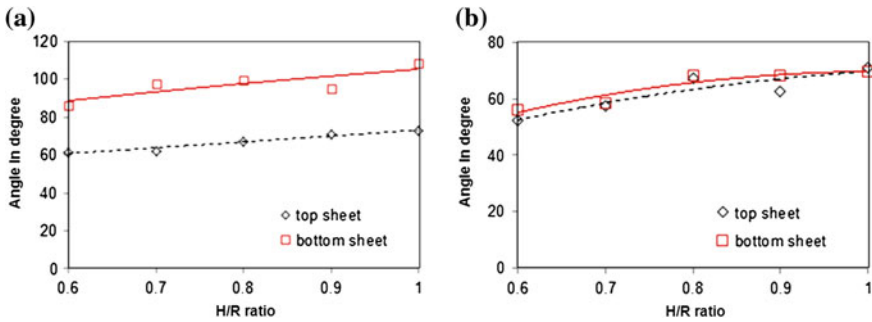 (a)
120
100
80
60
40
20
0
Angle In degree
0.6 0.7 0.8 0.9 1
H/R ratio
top sheet
bottom sheet
(b)
80
60
40
20
0
Angle In degree
0.6 0.7 0.8 0.9 1
H/R ratio
top sheet
bottom sheet